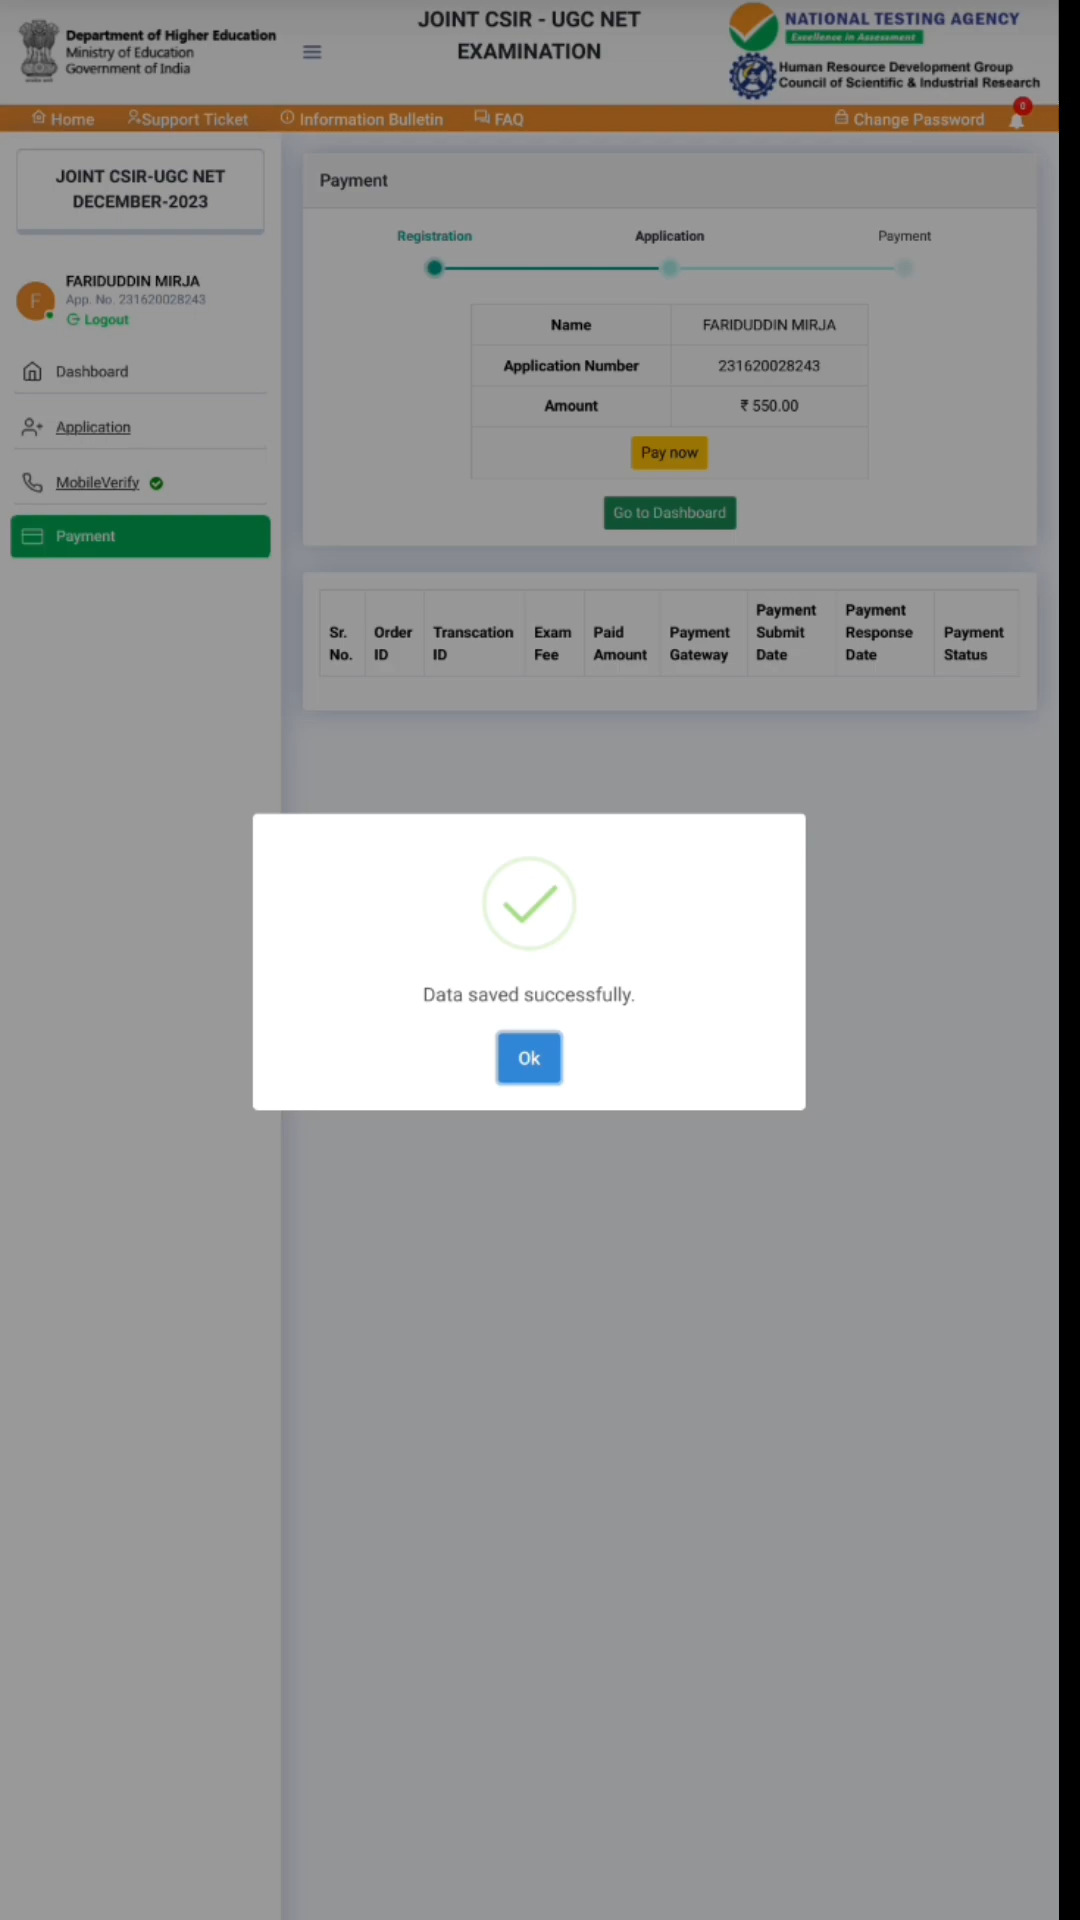 Department of Higher Education
Ministry of Education
Government of India
JOINT CSIR - UGC NET
EXAMINATION
NATIONAL TESTING AGENCY
Excellence in Assessment
Human Resource Development Group
Council of Scientific & Industrial Research
Home Support Ticket Information Bulletin FAQ Change Password 0
JOINT CSIR-UGC NET
DECEMBER-2023
F
FARIDUDDIN MIRJA
App. No. 231620028243
Logout
Dashboard
Application
MobileVerify
Payment
Payment
Registration Application Payment
Name FARIDUDDIN MIRJA
Application Number 231620028243
Amount ₹ 550.00
Pay now
Go to Dashboard
Sr. No.
Order ID
Transcation ID
Exam Fee
Paid Amount
Payment Gateway
Payment Submit Date
Payment Response Date
Payment Status
Data saved successfully.
Ok